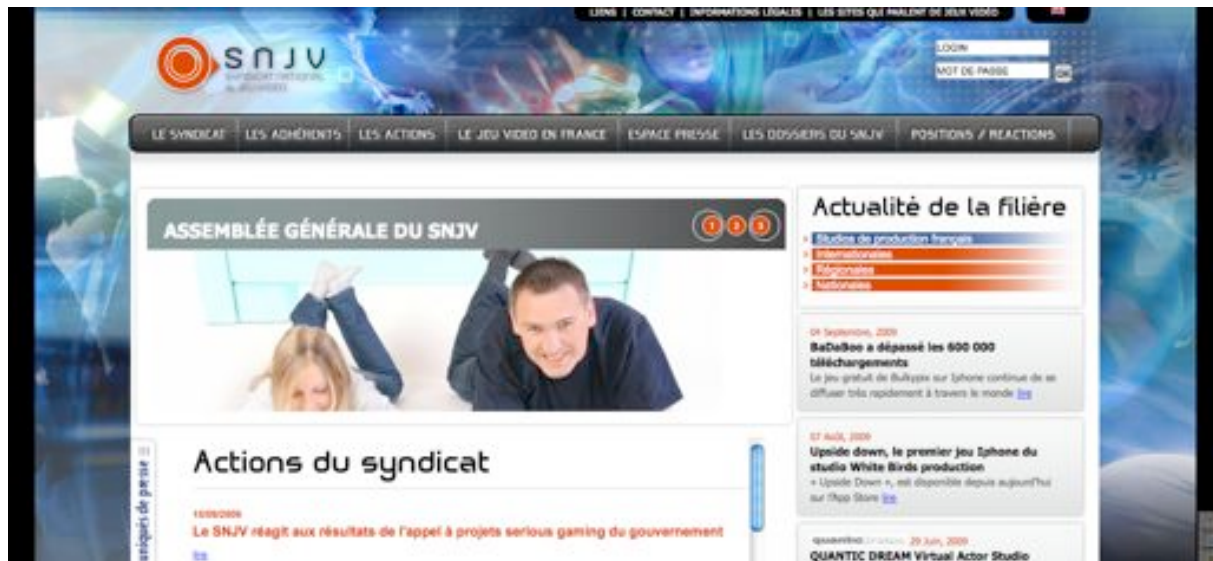 LIENS | CONTACT | INFORMATIONS LÉGALES | LES SITES QUI PARLENT DE JEUX VIDÉO
SNJV
SYNDICAT NATIONAL
DU JEU VIDÉO
LOGIN
MOT DE PASSE
OK
LE SYNDICAT
LES ADHÉRENTS
LES ACTIONS
LE JEU VIDEO EN FRANCE
ESPACE PRESSE
LES DOSSIERS DU SNJV
POSITIONS / REACTIONS
ASSEMBLÉE GÉNÉRALE DU SNJV
1 2 3
Actions du syndicat
Le SNJV réagit aux résultats de l'appel à projets serious gaming du gouvernement
lire
Actualité de la filière
Studios de production français
Internationales
Régionales
Nationales
04 Septembre, 2009
BaDaBoo a dépassé les 600 000
téléchargements
Le jeu gratuit de Bulkypix sur Iphone continue de se
diffuser très rapidement à travers le monde lire
07 Août, 2009
Upside down, le premier jeu Iphone du
studio White Birds production
« Upside Down », est disponible depuis aujourd'hui
sur l'App Store lire
29 Juin, 2009
QUANTIC DREAM Virtual Actor Studio